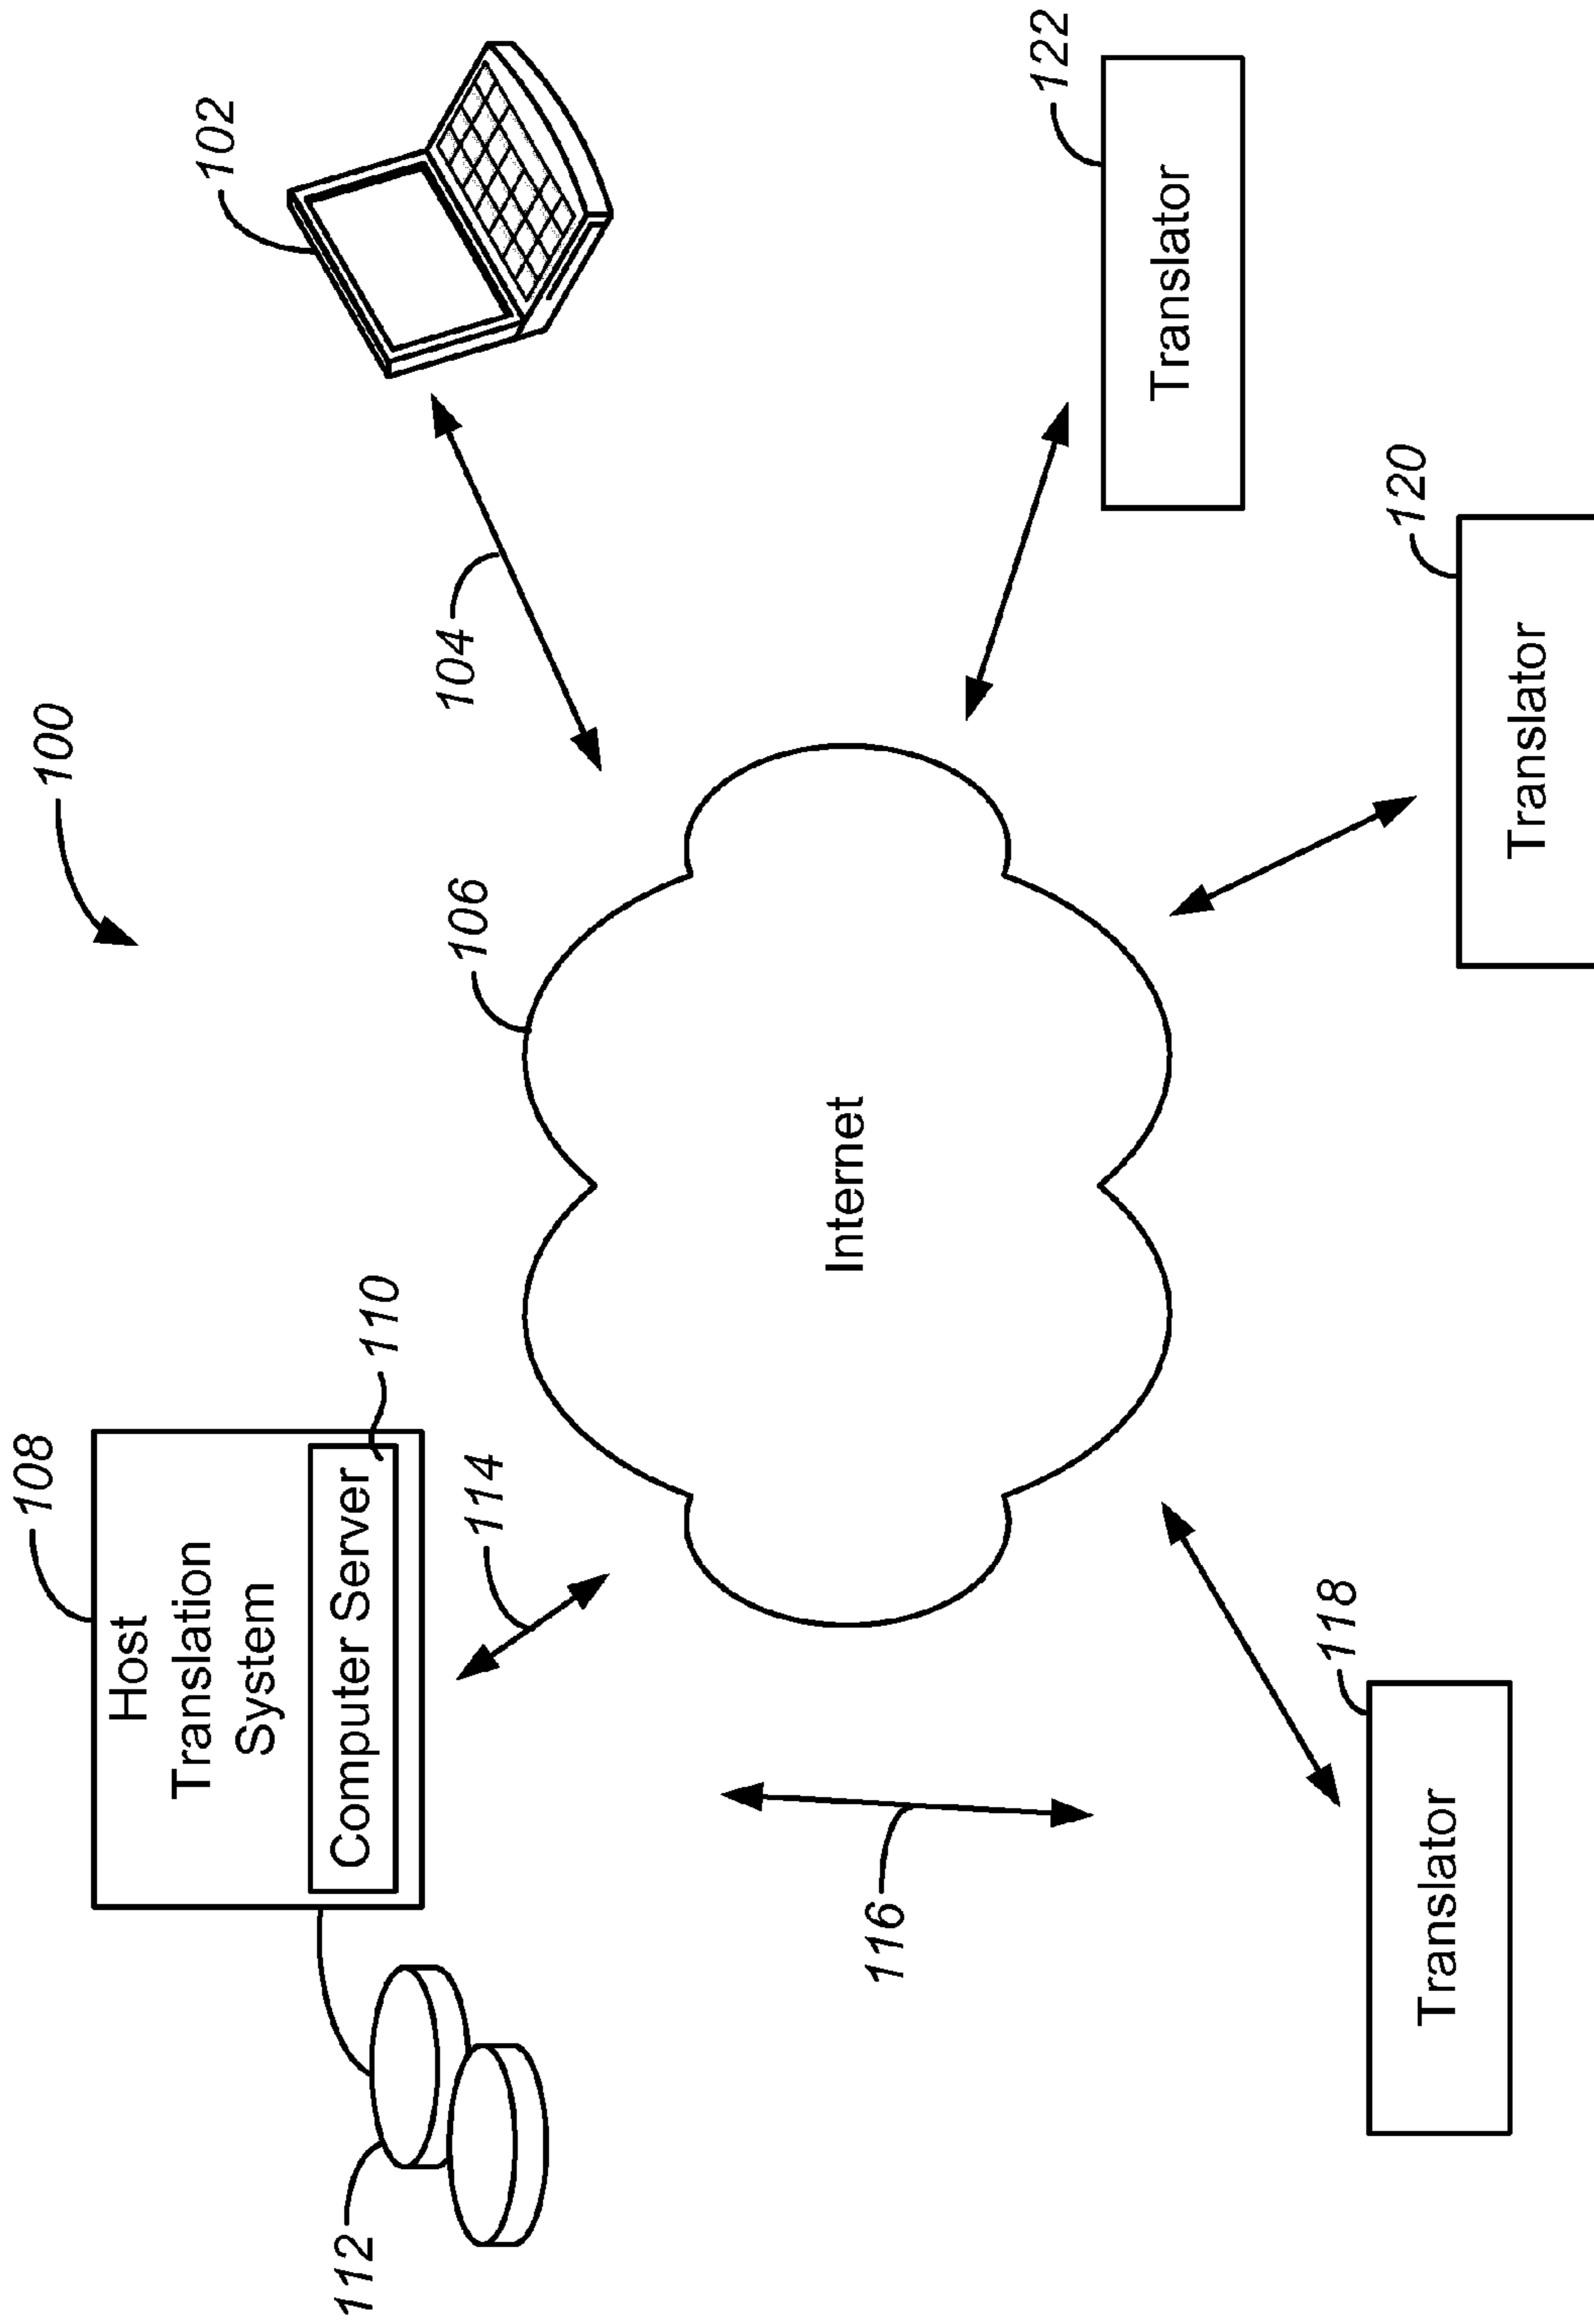 100
108
Host
Translation
System
Computer Server
110
112
114
104
102
106
Internet
116
118
Translator
120
Translator
122
Translator